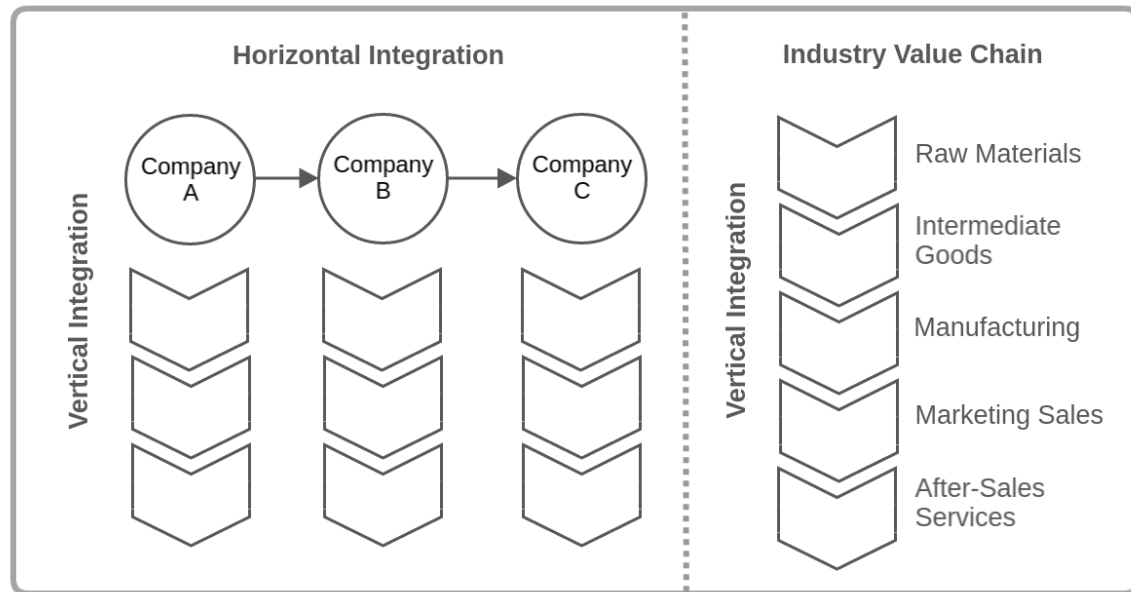 Horizontal Integration
Company
A
Company
B
Company
C
Vertical Integration
Industry Value Chain
Vertical Integration
Raw Materials
Intermediate
Goods
Manufacturing
Marketing Sales
After-Sales
Services